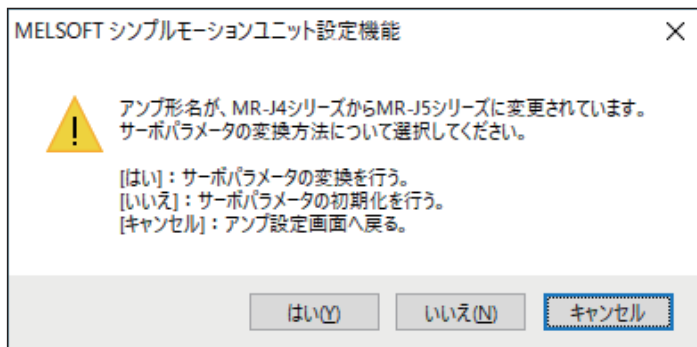 MELSOFT シンプルモーションユニット設定機能
アンプ形名が、MR-J4シリーズからMR-J5シリーズに変更されています。
サーボパラメータの変換方法について選択してください。
[はい]：サーボパラメータの変換を行う。
[いいえ]：サーボパラメータの初期化を行う。
[キャンセル]：アンプ設定画面へ戻る。
はい(Y) いいえ(N) キャンセル